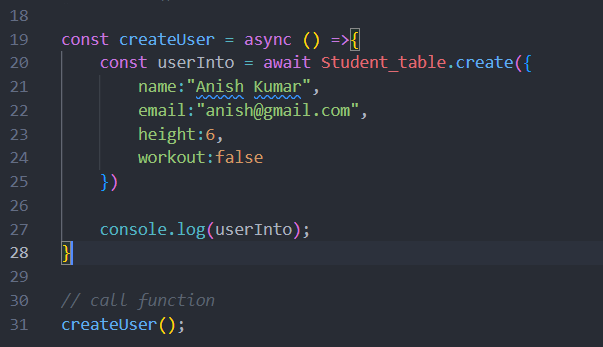 18
19 const createUser = async () =>{
20     const userInto = await Student_table.create({
21         name:"Anish Kumar",
22         email:"anish@gmail.com",
23         height:6,
24         workout:false
25     })
26
27     console.log(userInto);
28 }
29
30 // call function
31 createUser();